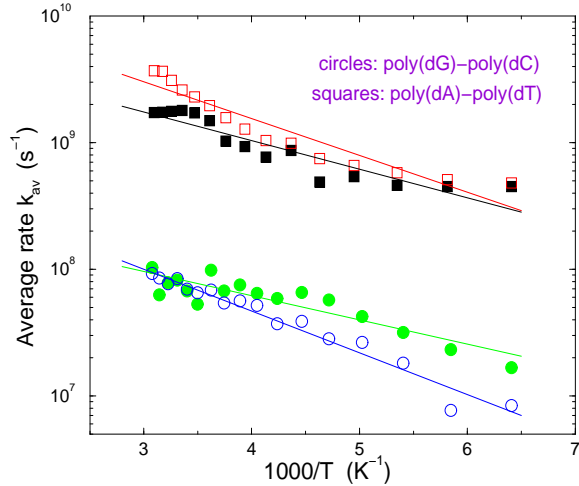 10^10
10^9
10^8
10^7
Average rate k_av (s^−1)
circles: poly(dG)−poly(dC)
squares: poly(dA)−poly(dT)
3 4 5 6 7
1000/T (K^−1)